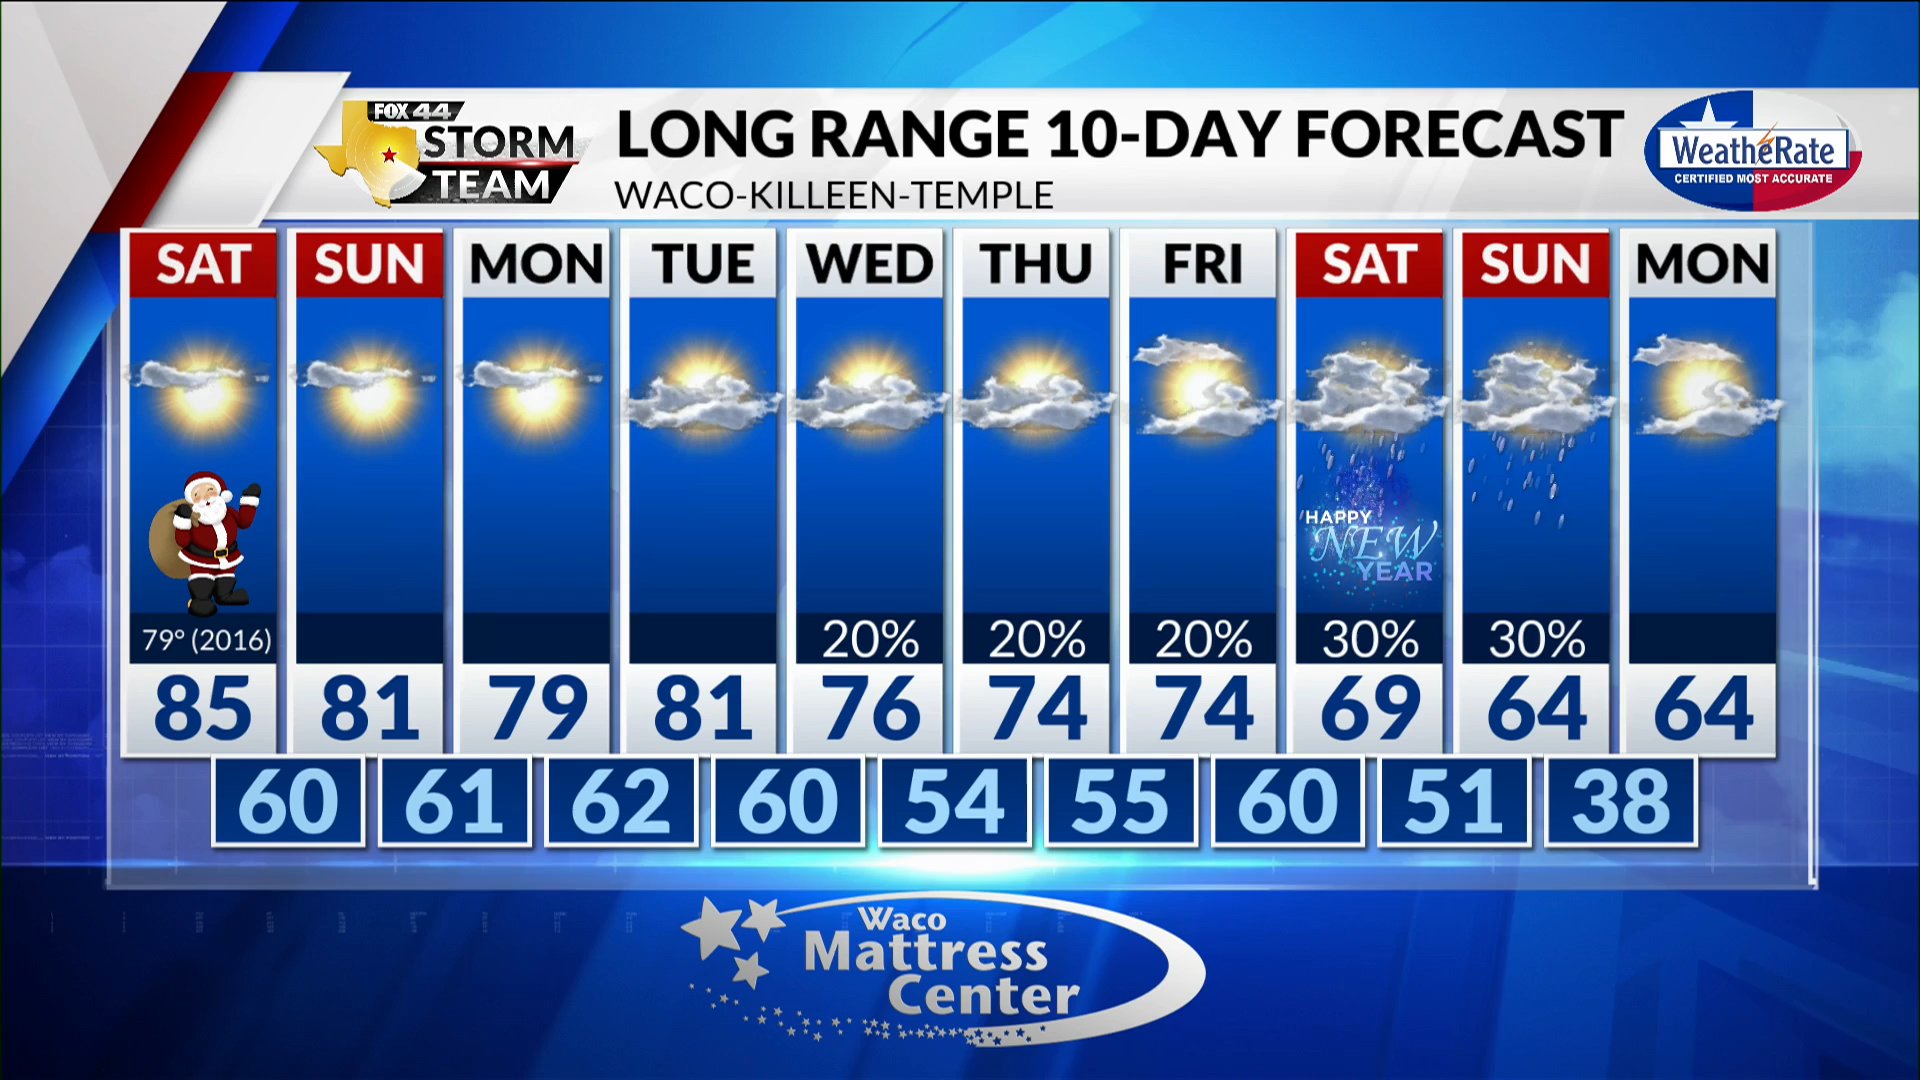 FOX 44
STORM
TEAM
LONG RANGE 10-DAY FORECAST
WACO-KILLEEN-TEMPLE
WeatheRate
CERTIFIED MOST ACCURATE
SAT SUN MON TUE WED THU FRI SAT SUN MON
HAPPY
NEW
YEAR
79° (2016) 20% 20% 20% 30% 30%
85 81 79 81 76 74 74 69 64 64
60 61 62 60 54 55 60 51 38
Waco
Mattress
Center